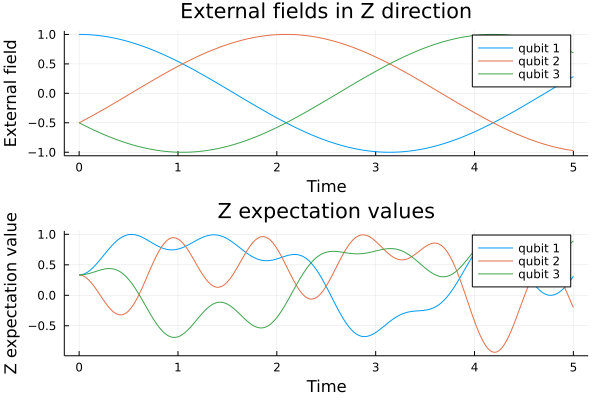 External fields in Z direction
External field
1.0
0.5
0.0
−0.5
−1.0
qubit 1
qubit 2
qubit 3
0 1 2 3 4 5
Time
Z expectation values
Z expectation value
1.0
0.5
0.0
−0.5
qubit 1
qubit 2
qubit 3
0 1 2 3 4 5
Time